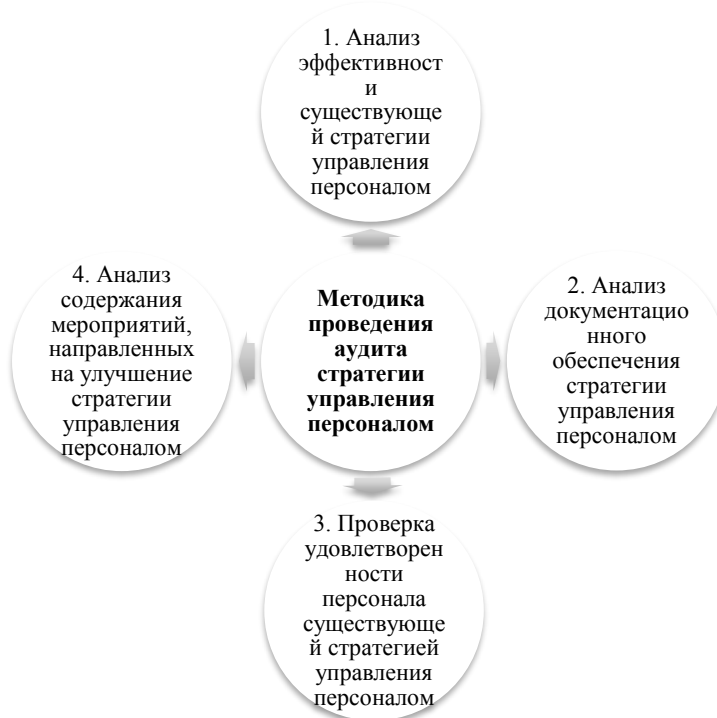 1. Анализ
эффективност
и
существующе
й стратегии
управления
персоналом
4. Анализ
содержания
мероприятий,
направленных
на улучшение
стратегии
управления
персоналом
Методика
проведения
аудита
стратегии
управления
персоналом
2. Анализ
документацио
нного
обеспечения
стратегии
управления
персоналом
3. Проверка
удовлетворен
ности
персонала
существующе
й стратегией
управления
персоналом